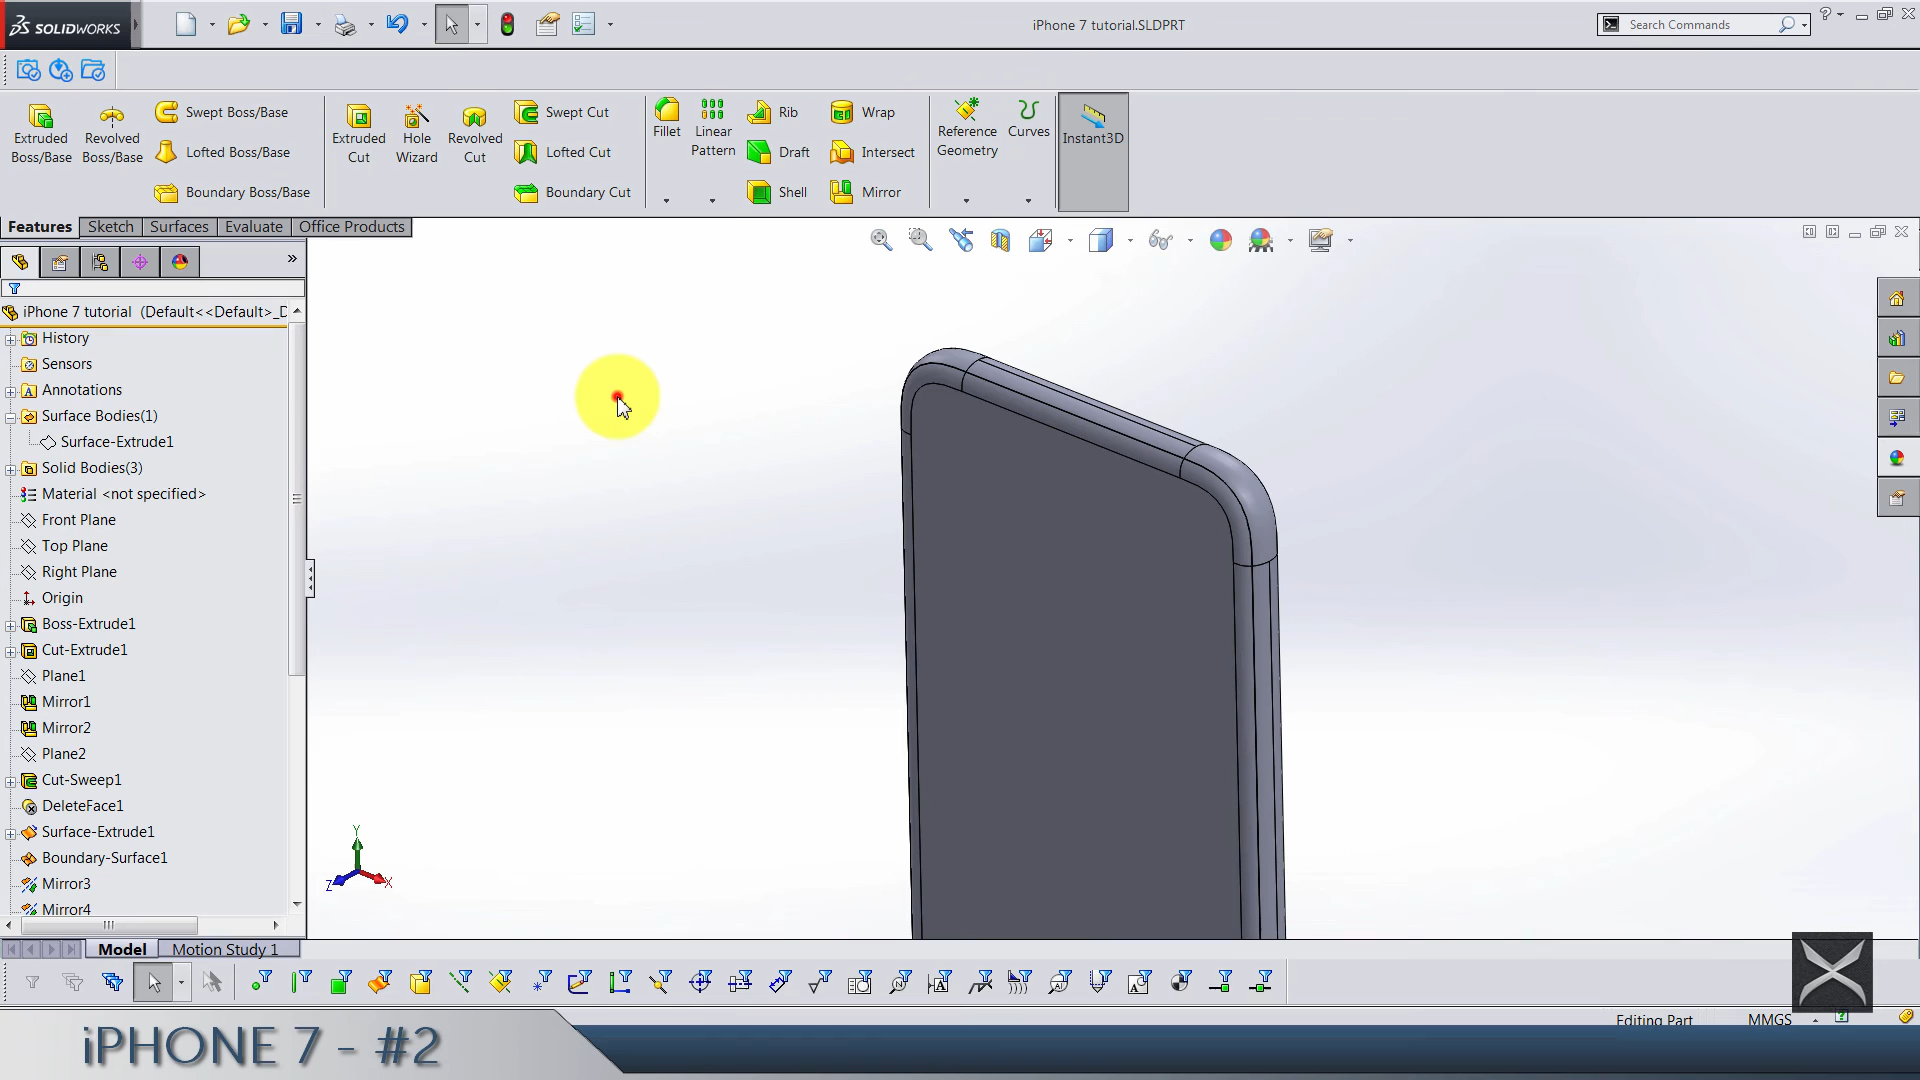 SOLIDWORKS
iPhone 7 tutorial.SLDPRT
Search Commands
?
Extruded Boss/Base
Revolved Boss/Base
Swept Boss/Base
Lofted Boss/Base
Boundary Boss/Base
Extruded Cut
Hole Wizard
Revolved Cut
Swept Cut
Lofted Cut
Boundary Cut
Fillet
Linear Pattern
Rib
Draft
Shell
Wrap
Intersect
Mirror
Reference Geometry
Curves
Instant3D
Features
Sketch
Surfaces
Evaluate
Office Products
iPhone 7 tutorial (Default<<Default>_D
History
Sensors
Annotations
Surface Bodies(1)
Surface-Extrude1
Solid Bodies(3)
Material <not specified>
Front Plane
Top Plane
Right Plane
Origin
Boss-Extrude1
Cut-Extrude1
Plane1
Mirror1
Mirror2
Plane2
Cut-Sweep1
DeleteFace1
Surface-Extrude1
Boundary-Surface1
Mirror3
Mirror4
Y
Z
X
Model
Motion Study 1
Editing Part
MMGS
iPHONE 7 - #2